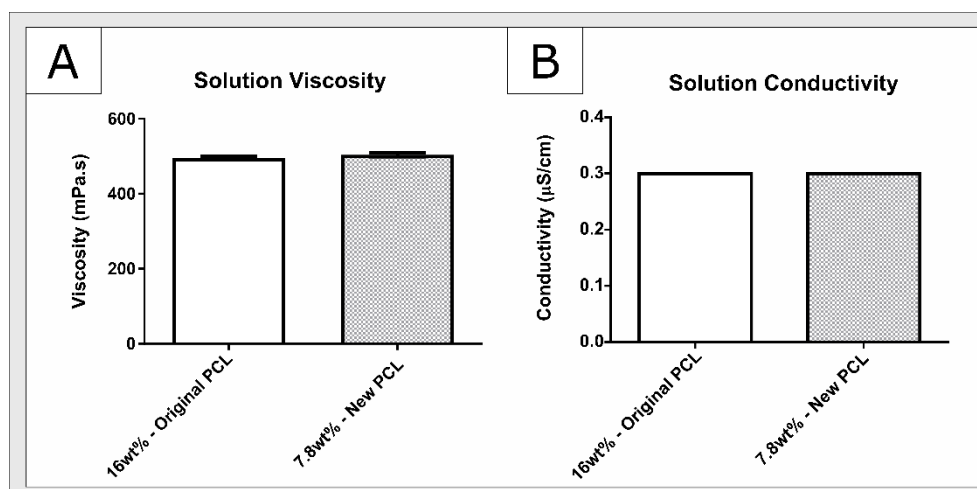 A
Solution Viscosity
Viscosity (mPa.s)
600
400
200
0
16wt% - Original PCL
7.8wt% - New PCL
B
Solution Conductivity
Conductivity (µS/cm)
0.4
0.3
0.2
0.1
0.0
16wt% - Original PCL
7.8wt% - New PCL